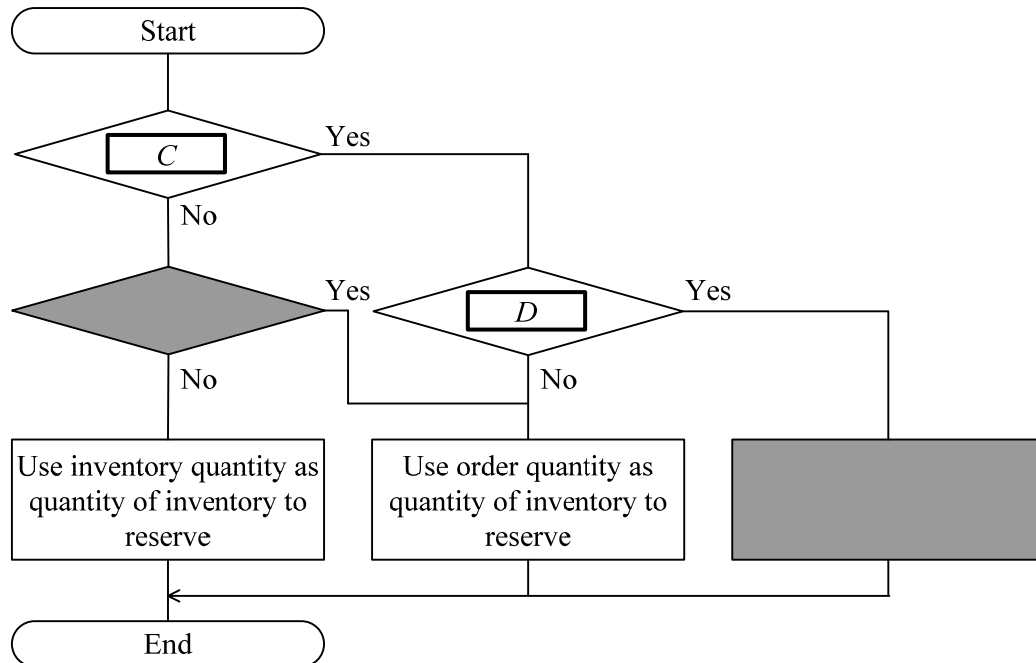 Start
C
Yes
No
Yes
D
Yes
No
No
Use inventory quantity as
quantity of inventory to
reserve
Use order quantity as
quantity of inventory to
reserve
End